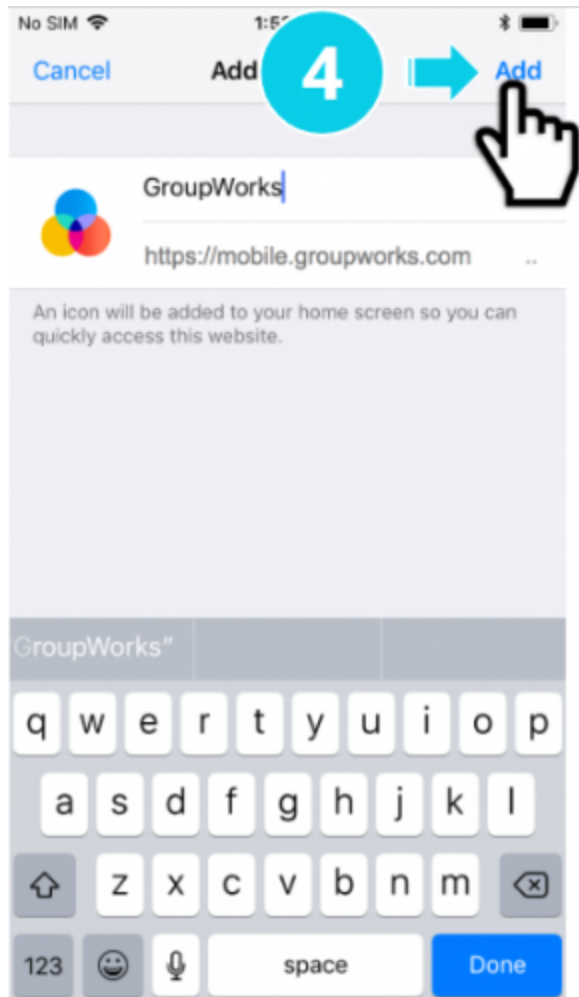 No SIM
Cancel
Add
4
Add
GroupWorks
https://mobile.groupworks.com
..
An icon will be added to your home screen so you can
quickly access this website.
GroupWorks"
q w e r t y u i o p
a s d f g h j k l
z x c v b n m
123
space
Done